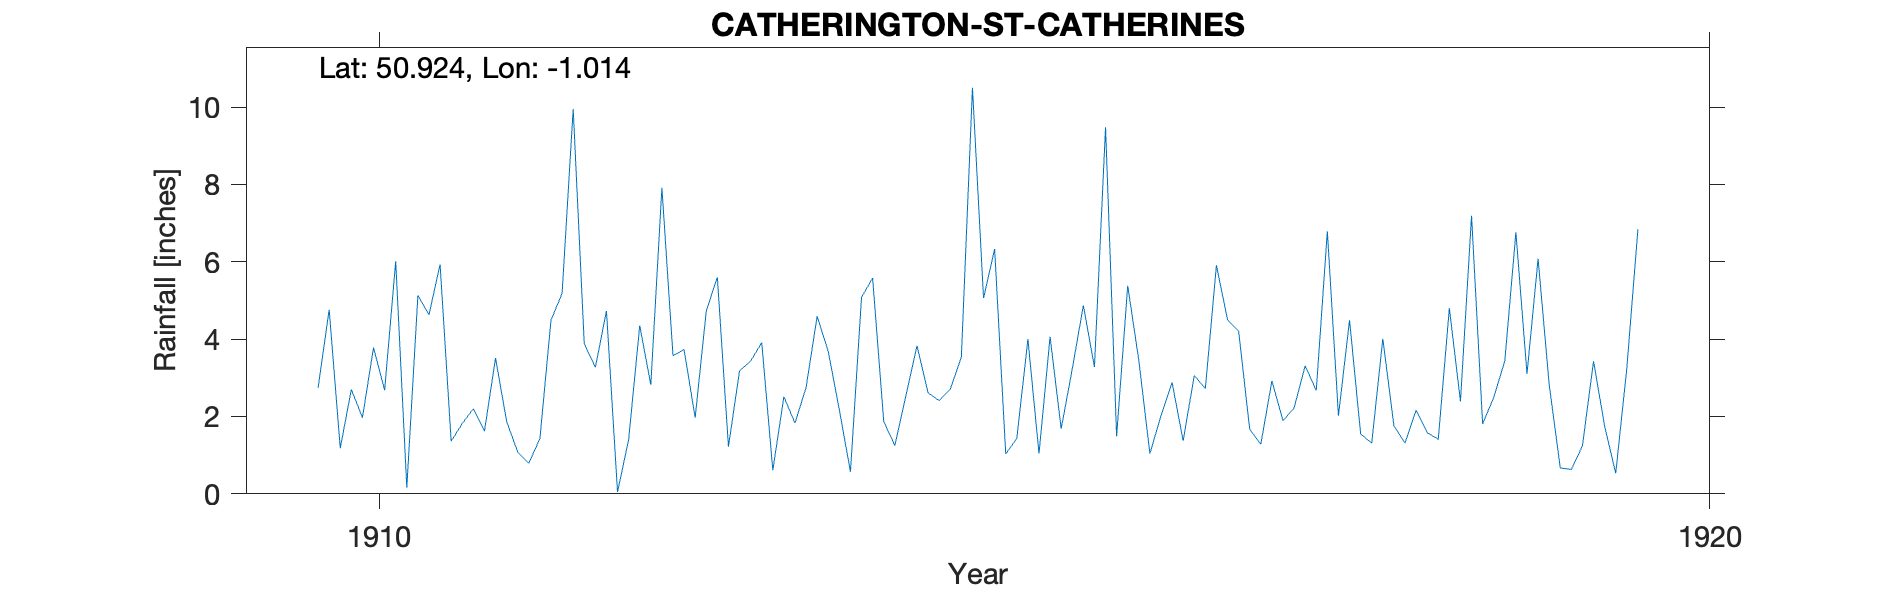 CATHERINGTON-ST-CATHERINES
Lat: 50.924, Lon: -1.014
10
8
6
4
2
0
Rainfall [inches]
1910
1920
Year